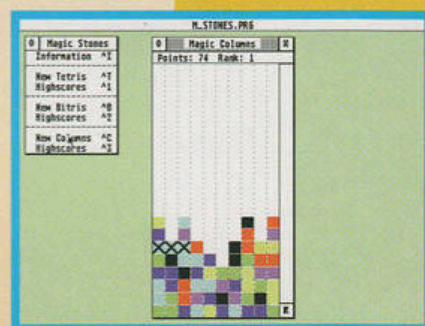 M_STONES.PRG
Magic Stones
Information ^I
New Tetris ^T
Highscores ^1
New Bitris ^B
Highscores ^2
New Columns ^C
Highscores ^3
Magic Columns
Points: 74 Rank: 1